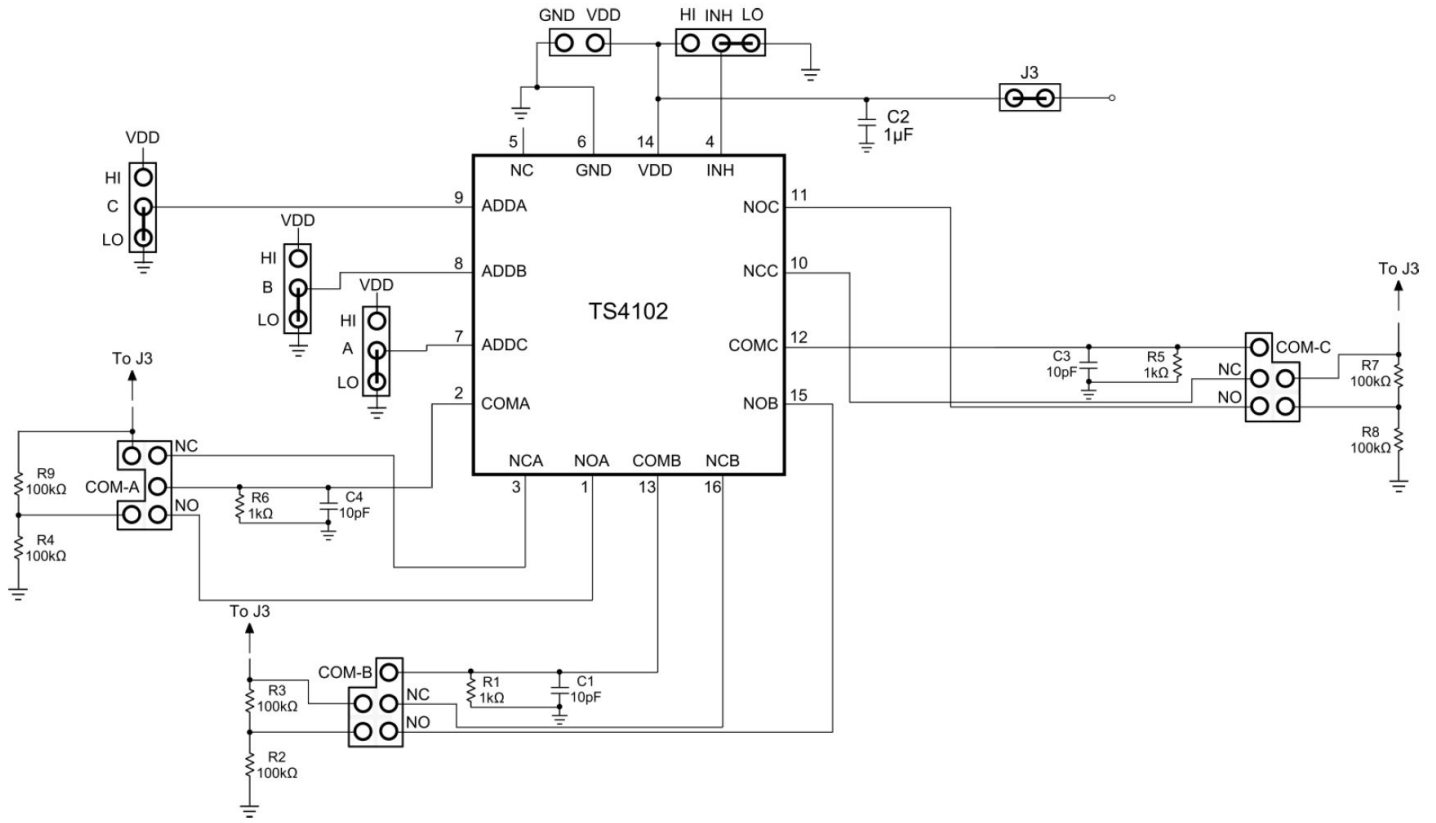 GND VDD
HI INH LO
J3
C2
1µF
5 6 14 4
NC GND VDD INH
VDD
HI
C
LO
9 ADDA
VDD
HI
B
LO
8 ADDB
VDD
HI
A
LO
7 ADDC
2 COMA
TS4102
NOC 11
NCC 10
COMC 12
NOB 15
NCA NOA COMB NCB
3 1 13 16
To J3
R9
100kΩ
R4
100kΩ
NC
COM-A
NO
R6
1kΩ
C4
10pF
To J3
R3
100kΩ
R2
100kΩ
COM-B
NC
NO
R1
1kΩ
C1
10pF
C3
10pF
R5
1kΩ
COM-C
NC
NO
To J3
R7
100kΩ
R8
100kΩ